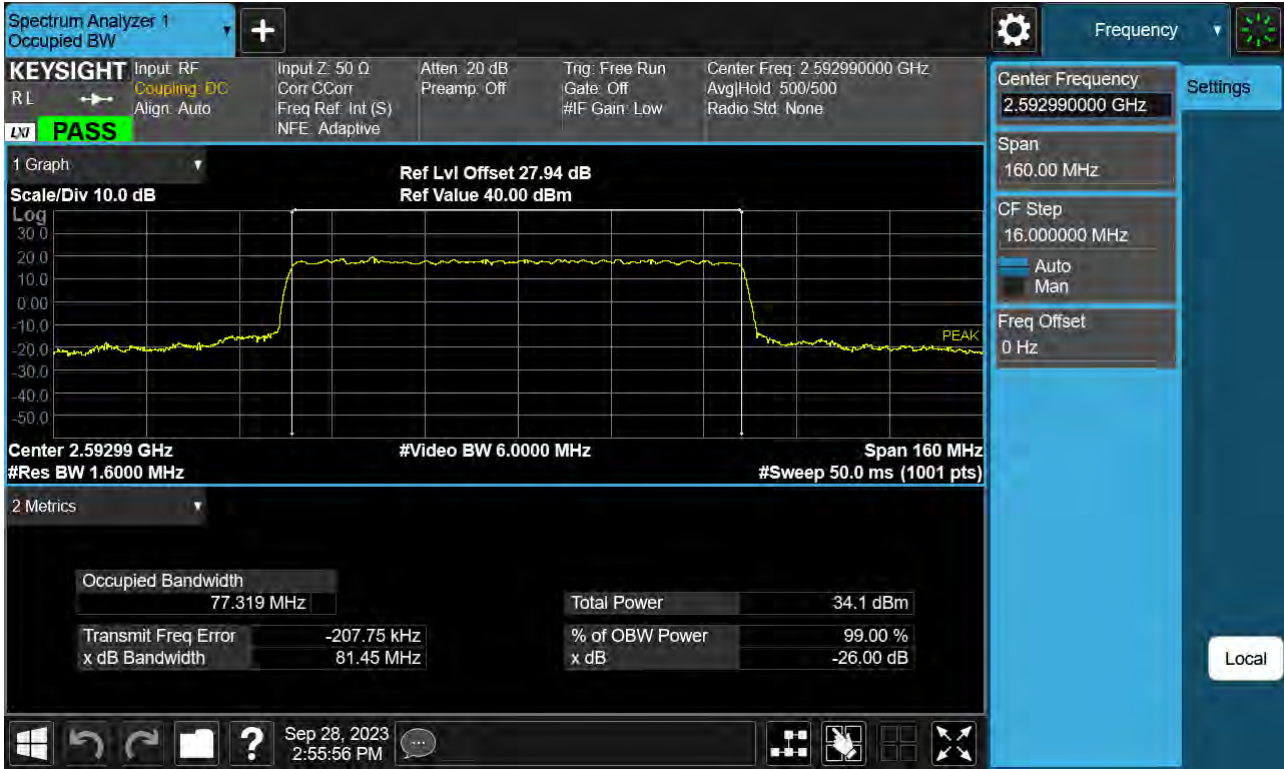 Spectrum Analyzer 1
Occupied BW
+
Frequency
KEYSIGHT
RL
LXI
PASS
Input: RF
Coupling: DC
Align: Auto
Input Z: 50 Ω
Corr CCorr
Freq Ref: Int (S)
NFE: Adaptive
Atten: 20 dB
Preamp: Off
Trig: Free Run
Gate: Off
#IF Gain: Low
Center Freq: 2.592990000 GHz
Avg|Hold: 500/500
Radio Std: None
Center Frequency
2.592990000 GHz
Settings
Span
160.00 MHz
CF Step
16.000000 MHz
Auto
Man
Freq Offset
0 Hz
Local
1 Graph
Scale/Div 10.0 dB
Ref Lvl Offset 27.94 dB
Ref Value 40.00 dBm
Log
30.0
20.0
10.0
0.00
-10.0
-20.0
-30.0
-40.0
-50.0
PEAK
Center 2.59299 GHz
#Video BW 6.0000 MHz
Span 160 MHz
#Res BW 1.6000 MHz
#Sweep 50.0 ms (1001 pts)
2 Metrics
Occupied Bandwidth
77.319 MHz
Total Power 34.1 dBm
Transmit Freq Error -207.75 kHz
% of OBW Power 99.00 %
x dB Bandwidth 81.45 MHz
x dB -26.00 dB
?
Sep 28, 2023
2:55:56 PM